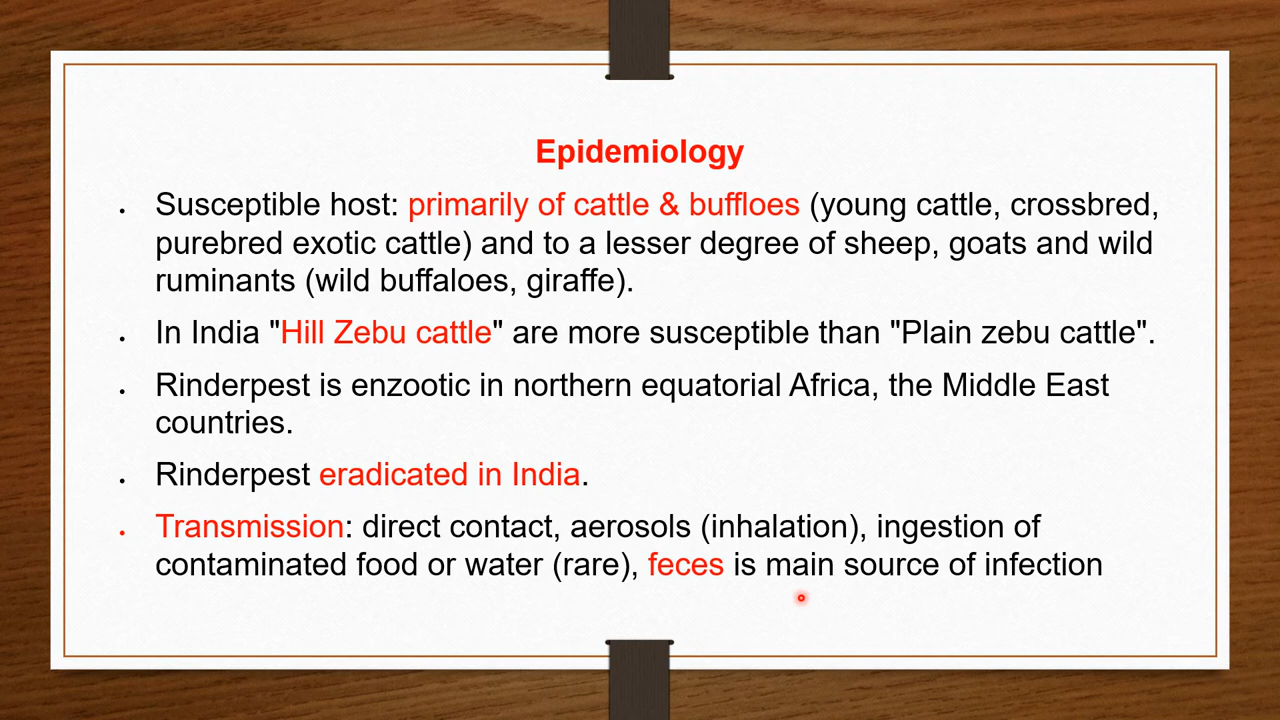 Epidemiology
Susceptible host: primarily of cattle & buffloes (young cattle, crossbred,
purebred exotic cattle) and to a lesser degree of sheep, goats and wild
ruminants (wild buffaloes, giraffe).
In India "Hill Zebu cattle" are more susceptible than "Plain zebu cattle".
Rinderpest is enzootic in northern equatorial Africa, the Middle East
countries.
Rinderpest eradicated in India.
Transmission: direct contact, aerosols (inhalation), ingestion of
contaminated food or water (rare), feces is main source of infection